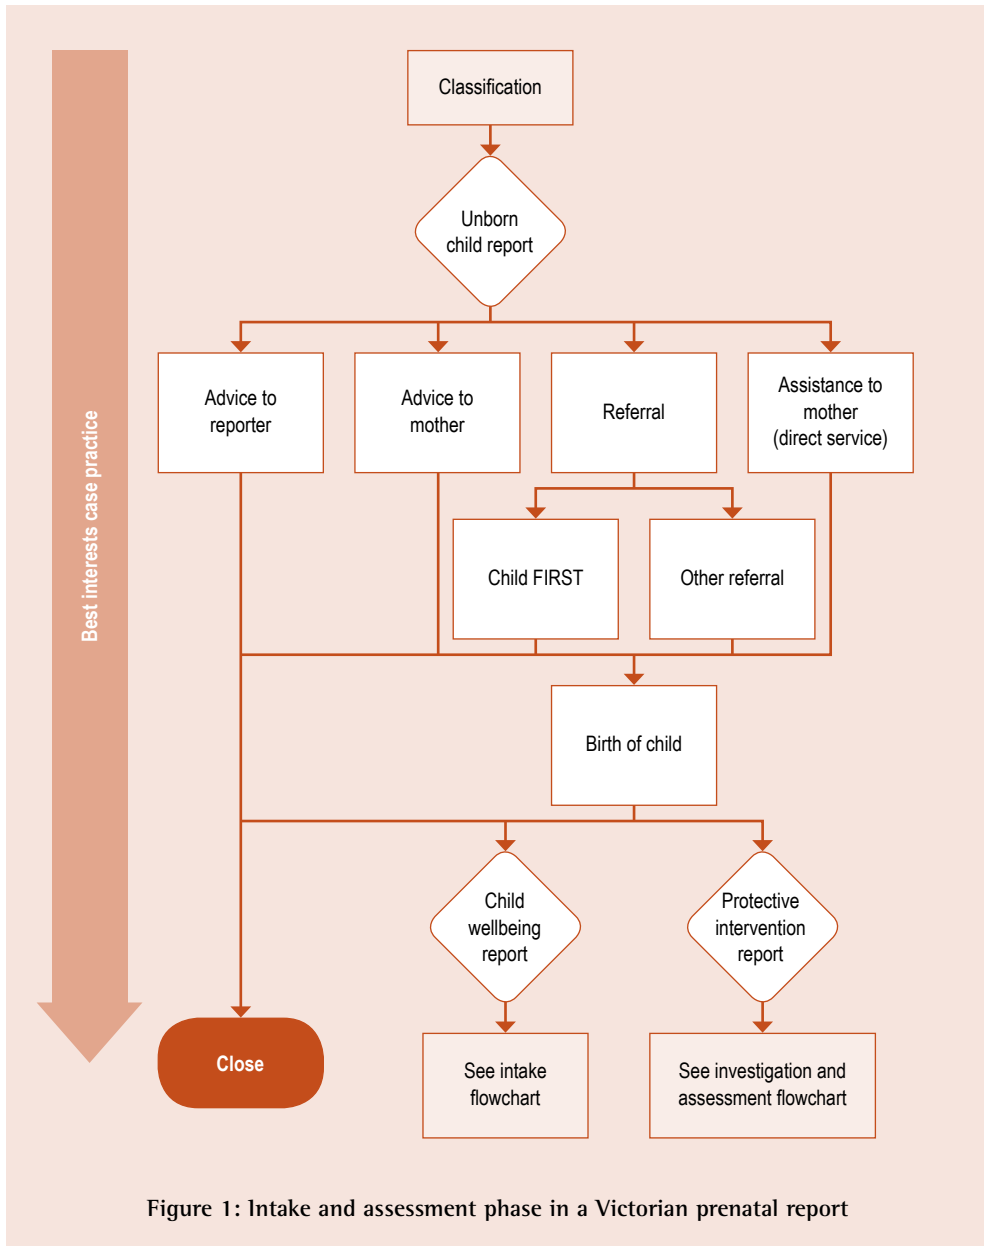 Classification
Unborn
child report
Advice to
reporter
Advice to
mother
Referral
Assistance to
mother
(direct service)
Child FIRST
Other referral
Best interests case practice
Birth of child
Child
wellbeing
report
Protective
intervention
report
Close
See intake
flowchart
See investigation and
assessment flowchart
Figure 1: Intake and assessment phase in a Victorian prenatal report